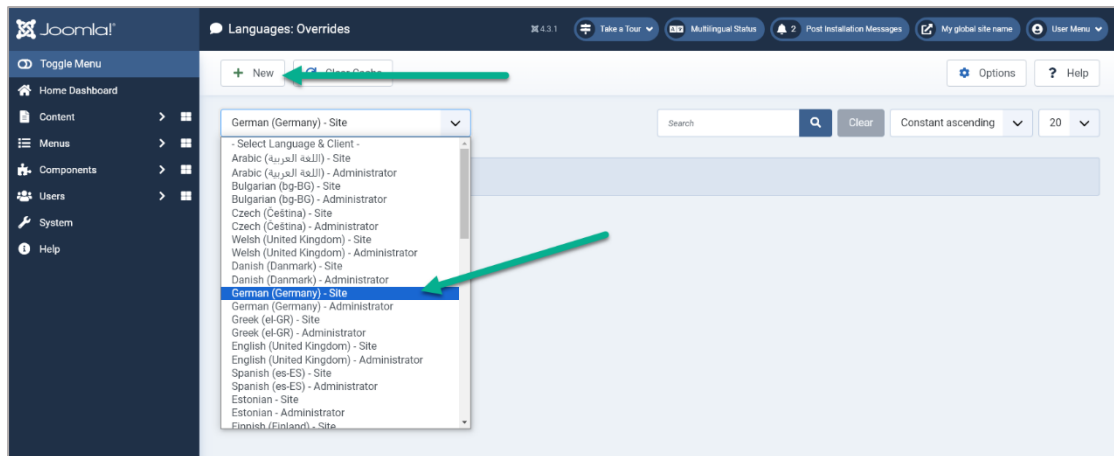 Joomla!®
Languages: Overrides
4.3.1
Take a Tour
Multilingual Status
2 Post Installation Messages
My global site name
User Menu
Toggle Menu
Home Dashboard
Content
Menus
Components
Users
System
Help
New
Clear Cache
Options
? Help
German (Germany) - Site
Search
Clear
Constant ascending
20
- Select Language & Client -
Arabic (اللغة العربية) - Site
Arabic (اللغة العربية) - Administrator
Bulgarian (bg-BG) - Site
Bulgarian (bg-BG) - Administrator
Czech (Čeština) - Site
Czech (Čeština) - Administrator
Welsh (United Kingdom) - Site
Welsh (United Kingdom) - Administrator
Danish (Danmark) - Site
Danish (Danmark) - Administrator
German (Germany) - Site
German (Germany) - Administrator
Greek (el-GR) - Site
Greek (el-GR) - Administrator
English (United Kingdom) - Site
English (United Kingdom) - Administrator
Spanish (es-ES) - Site
Spanish (es-ES) - Administrator
Estonian - Site
Estonian - Administrator
Finnish (Finland) - Site